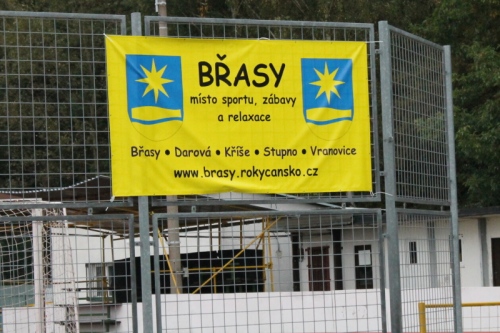 BŘASY
místo sportu, zábavy
a relaxace
Břasy • Darová • Kříše • Stupno • Vranovice
www.brasy.rokycansko.cz